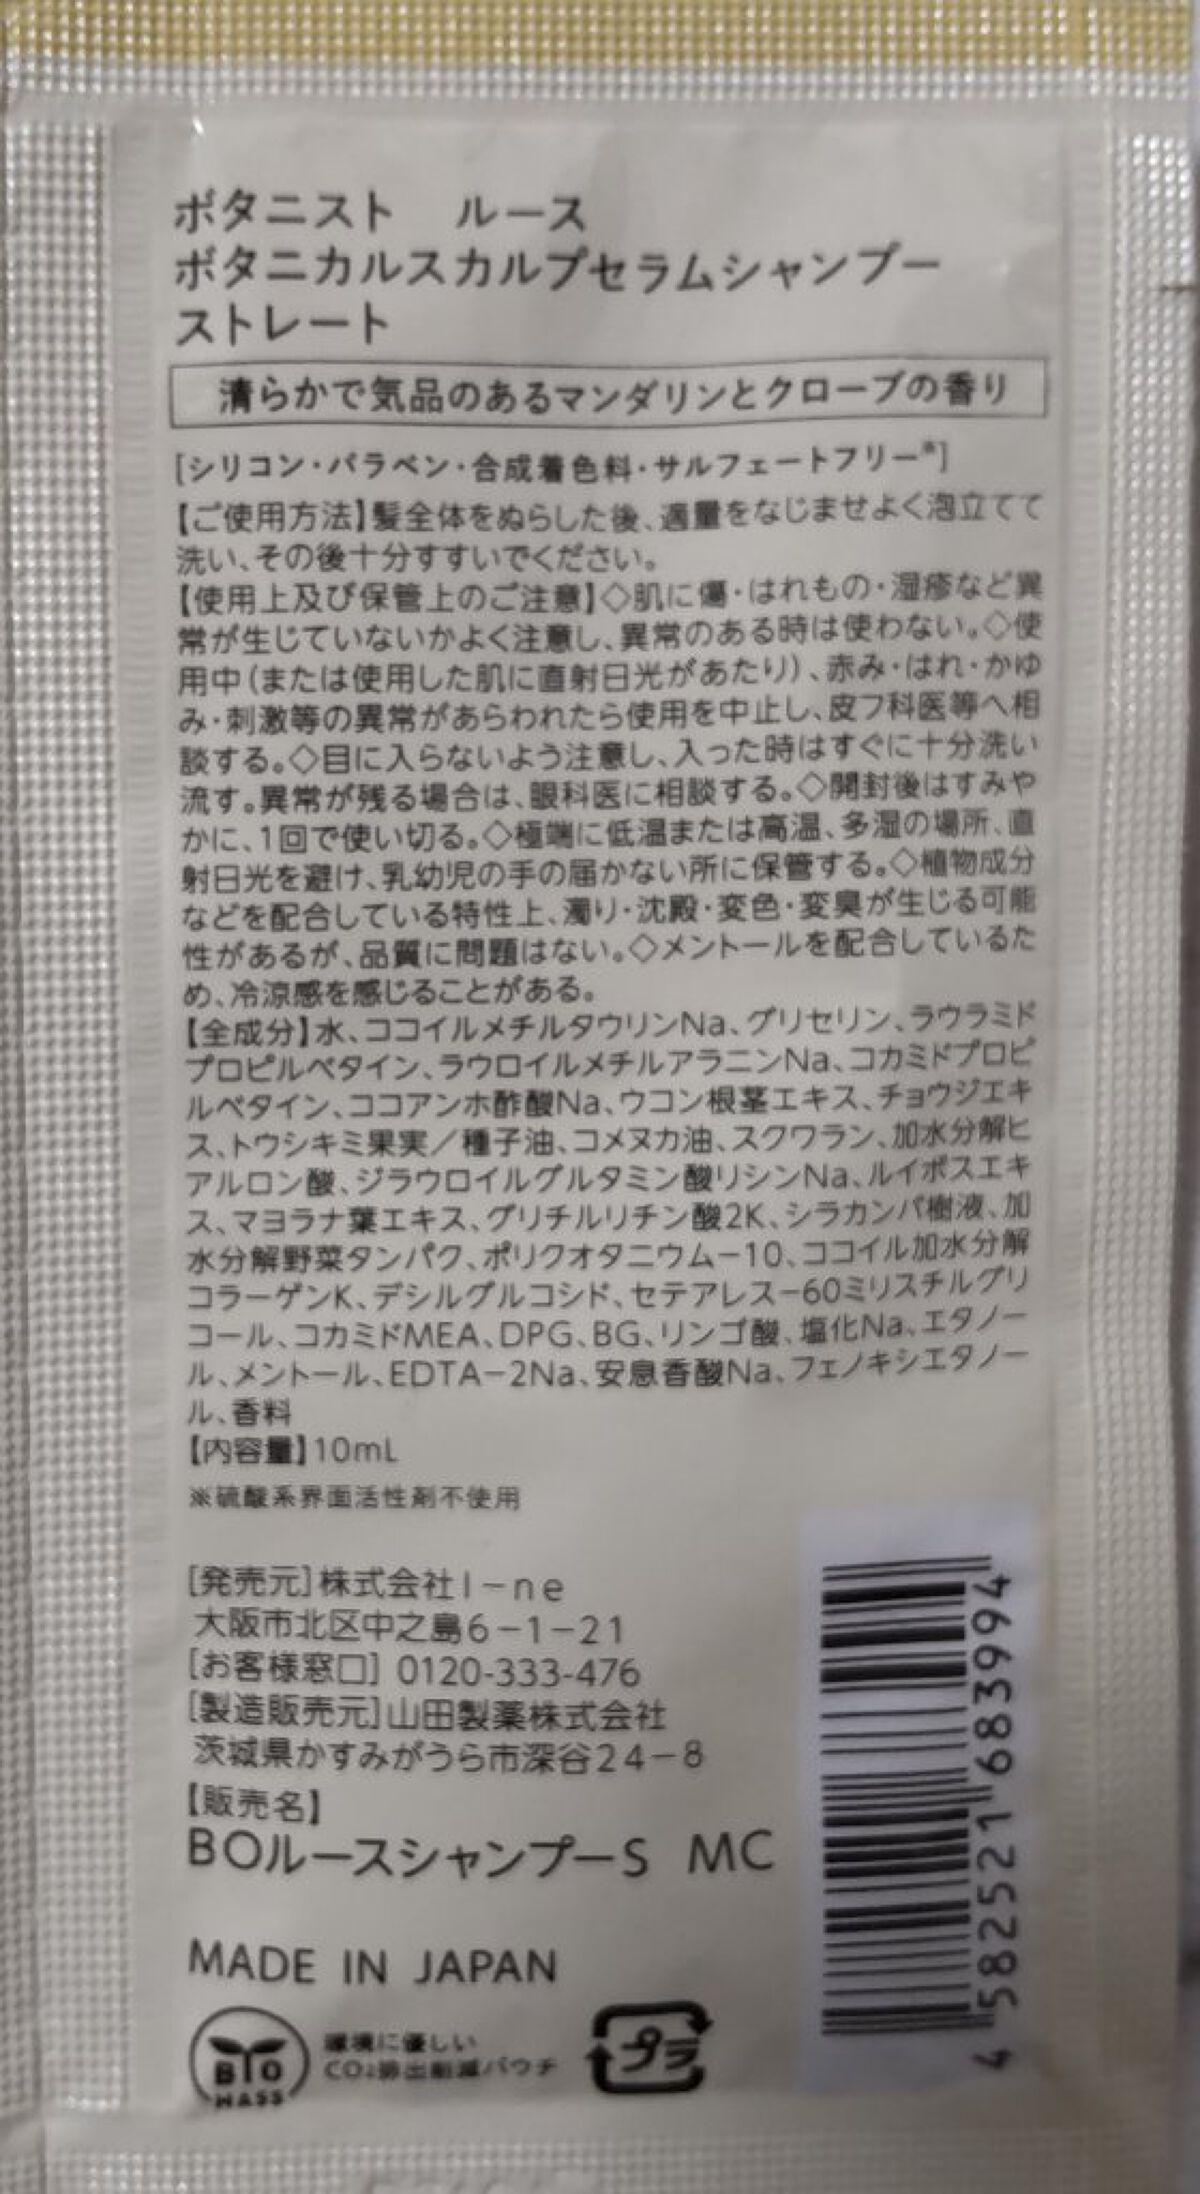 ボタニスト ルース
ボタニカルスカルプセラムシャンプー
ストレート
清らかで気品のあるマンダリンとクローブの香り
[シリコン・パラベン・合成着色料・サルフェートフリー※]
【ご使用方法】髪全体をぬらした後、適量をなじませよく泡立てて
洗い、その後十分すすいでください。
【使用上及び保管上のご注意】◇肌に傷・はれもの・湿疹など異
常が生じていないかよく注意し、異常のある時は使わない。◇使
用中(または使用した肌に直射日光があたり)、赤み・はれ・かゆ
み・刺激等の異常があらわれたら使用を中止し、皮フ科医等へ相
談する。◇目に入らないよう注意し、入った時はすぐに十分洗い
流す。異常が残る場合は、眼科医に相談する。◇開封後はすみや
かに、1回で使い切る。◇極端に低温または高温、多湿の場所、直
射日光を避け、乳幼児の手の届かない所に保管する。◇植物成分
などを配合している特性上、濁り・沈殿・変色・変臭が生じる可能
性があるが、品質に問題はない。◇メントールを配合しているた
め、冷涼感を感じることがある。
【全成分】水、ココイルメチルタウリンNa、グリセリン、ラウラミド
プロピルベタイン、ラウロイルメチルアラニンNa、コカミドプロピ
ルベタイン、ココアンホ酢酸Na、ウコン根茎エキス、チョウジエキ
ス、トウシキミ果実／種子油、コメヌカ油、スクワラン、加水分解ヒ
アルロン酸、ジラウロイルグルタミン酸リシンNa、ルイボスエキ
ス、マヨラナ葉エキス、グリチルリチン酸2K、シラカンバ樹液、加
水分解野菜タンパク、ポリクオタニウム－10、ココイル加水分解
コラーゲンK、デシルグルコシド、セテアレス－60ミリスチルグリ
コール、コカミドMEA、DPG、BG、リンゴ酸、塩化Na、エタノー
ル、メントール、EDTA－2Na、安息香酸Na、フェノキシエタノー
ル、香料
【内容量】10mL
※硫酸系界面活性剤不使用
[発売元]株式会社I－ne
大阪市北区中之島6－1－21
[お客様窓口] 0120-333-476
[製造販売元]山田製薬株式会社
茨城県かすみがうら市深谷24－8
【販売名】
BOルースシャンプーS MC
MADE IN JAPAN
BIO
MASS
環境に優しい
CO2排出削減パウチ
プラ
4 582521 683994